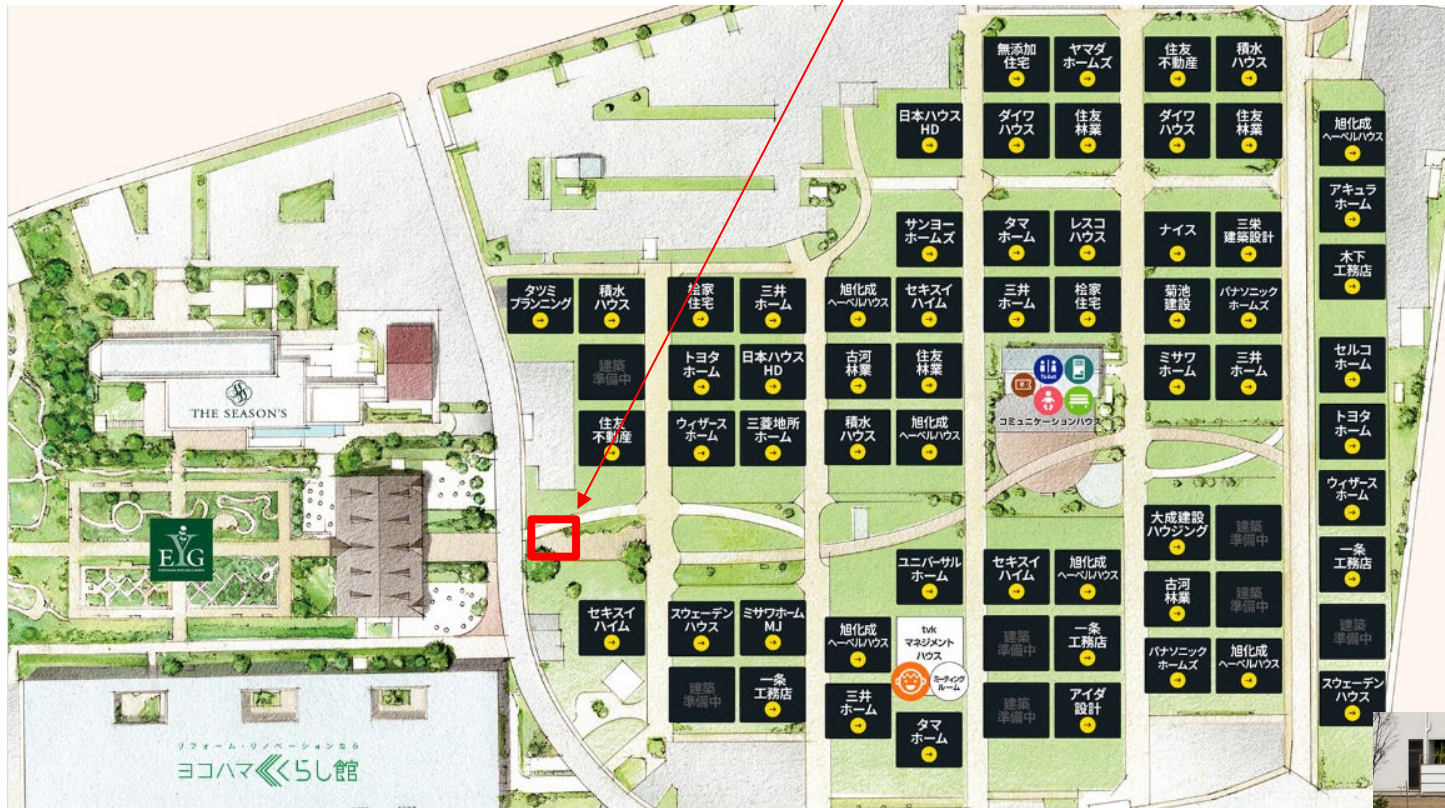 無添加
住宅
ヤマダ
ホームズ
住友
不動産
積水
ハウス
日本ハウス
HD
ダイワ
ハウス
住友
林業
ダイワ
ハウス
住友
林業
旭化成
ヘーベルハウス
アキュラ
ホーム
サンヨー
ホームズ
タマ
ホーム
レスコ
ハウス
ナイス
三栄
建築設計
木下
工務店
タツミ
プランニング
積水
ハウス
桧家
住宅
三井
ホーム
旭化成
ヘーベルハウス
セキスイ
ハイム
三井
ホーム
桧家
住宅
菊池
建設
パナソニック
ホームズ
建築
準備中
トヨタ
ホーム
日本ハウス
HD
古河
林業
住友
林業
Toilet
コミュニケーションハウス
ミサワ
ホーム
三井
ホーム
セルコ
ホーム
THE SEASON'S
住友
不動産
ウィザース
ホーム
三菱地所
ホーム
積水
ハウス
旭化成
ヘーベルハウス
トヨタ
ホーム
ウィザース
ホーム
EYG
YOKOHAMA ENGLISH GARDEN
大成建設
ハウジング
建築
準備中
一条
工務店
ユニバーサル
ホーム
セキスイ
ハイム
旭化成
ヘーベルハウス
古河
林業
建築
準備中
セキスイ
ハイム
スウェーデン
ハウス
ミサワホーム
MJ
旭化成
ヘーベルハウス
tvk
マネジメント
ハウス
ミーティング
ルーム
建築
準備中
一条
工務店
パナソニック
ホームズ
旭化成
ヘーベルハウス
建築
準備中
建築
準備中
一条
工務店
三井
ホーム
タマ
ホーム
建築
準備中
アイダ
設計
スウェーデン
ハウス
リフォーム・リノベーションなら
ヨコハマくらし館